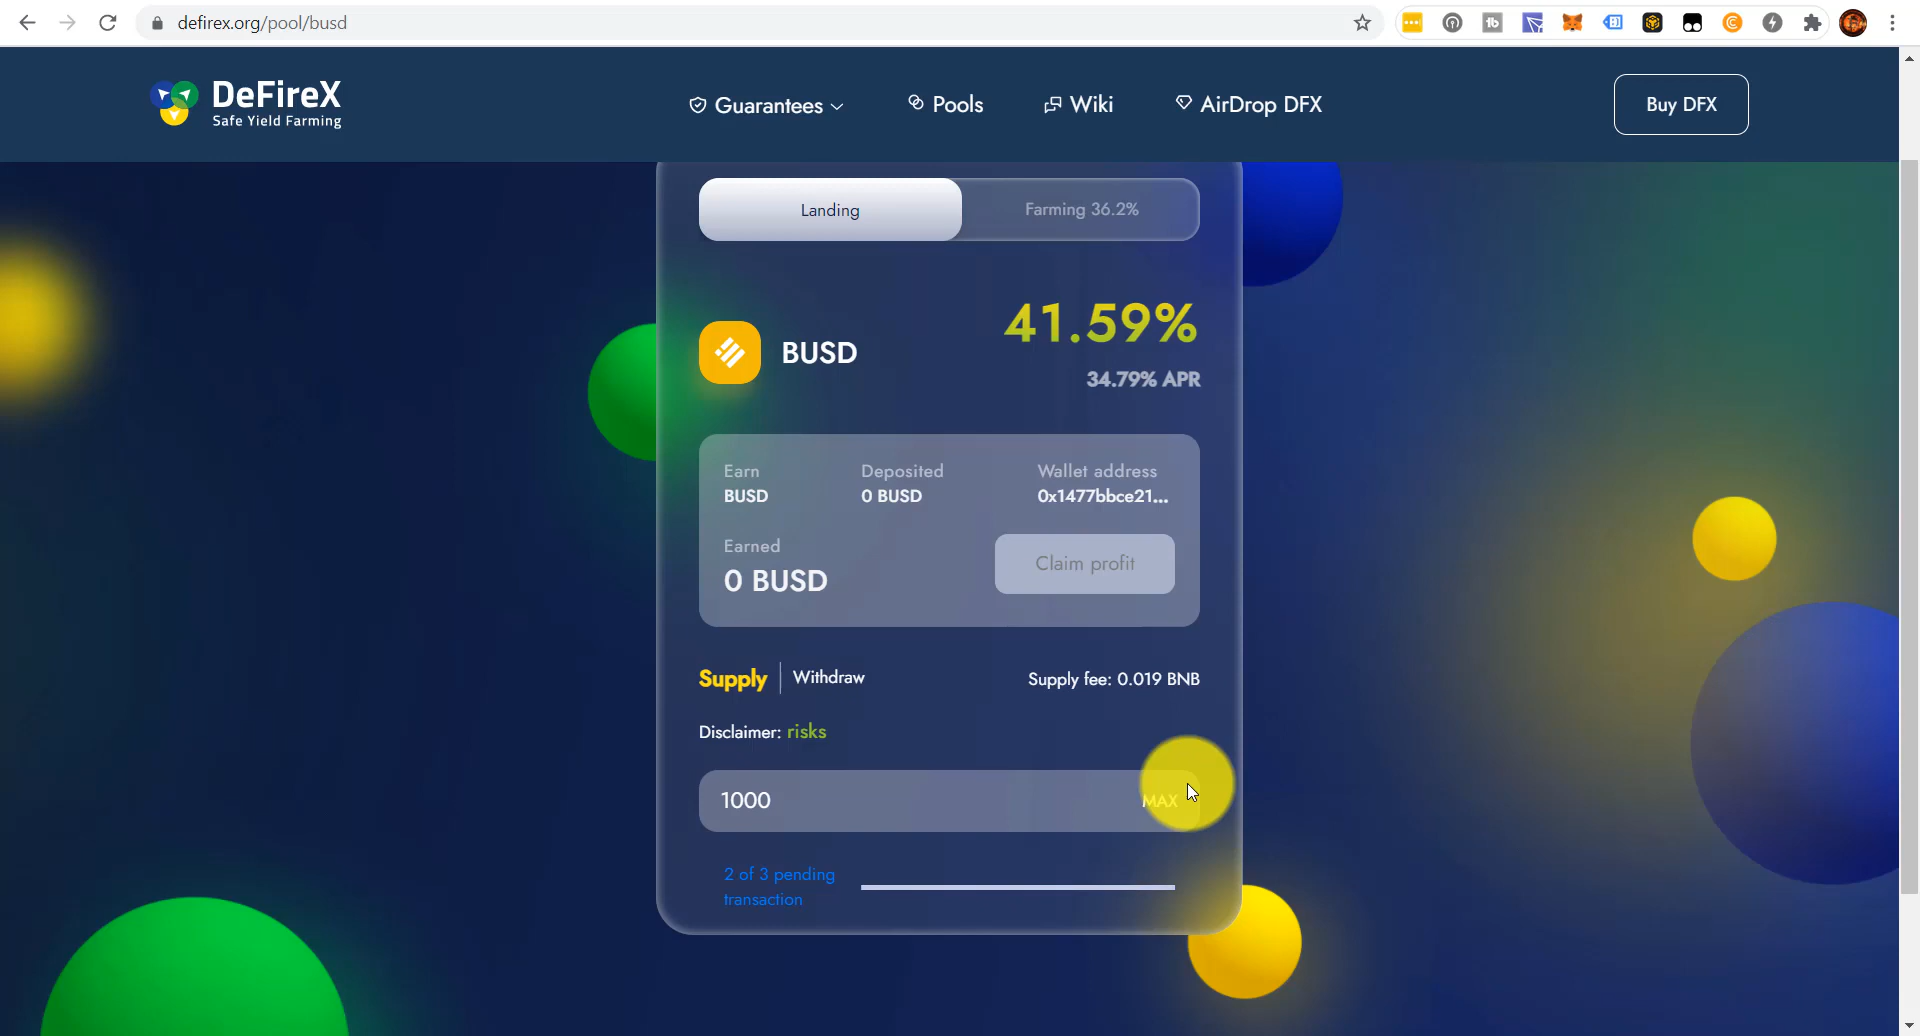 defirex.org/pool/busd
DeFireX
Safe Yield Farming
Guarantees
Pools
Wiki
AirDrop DFX
Buy DFX
Landing
Farming 36.2%
BUSD
41.59%
34.79% APR
Earn
BUSD
Deposited
0 BUSD
Wallet address
0x1477bbce21...
Earned
0 BUSD
Claim profit
Supply
Withdraw
Supply fee: 0.019 BNB
Disclaimer: risks
1000
MAX
2 of 3 pending
transaction